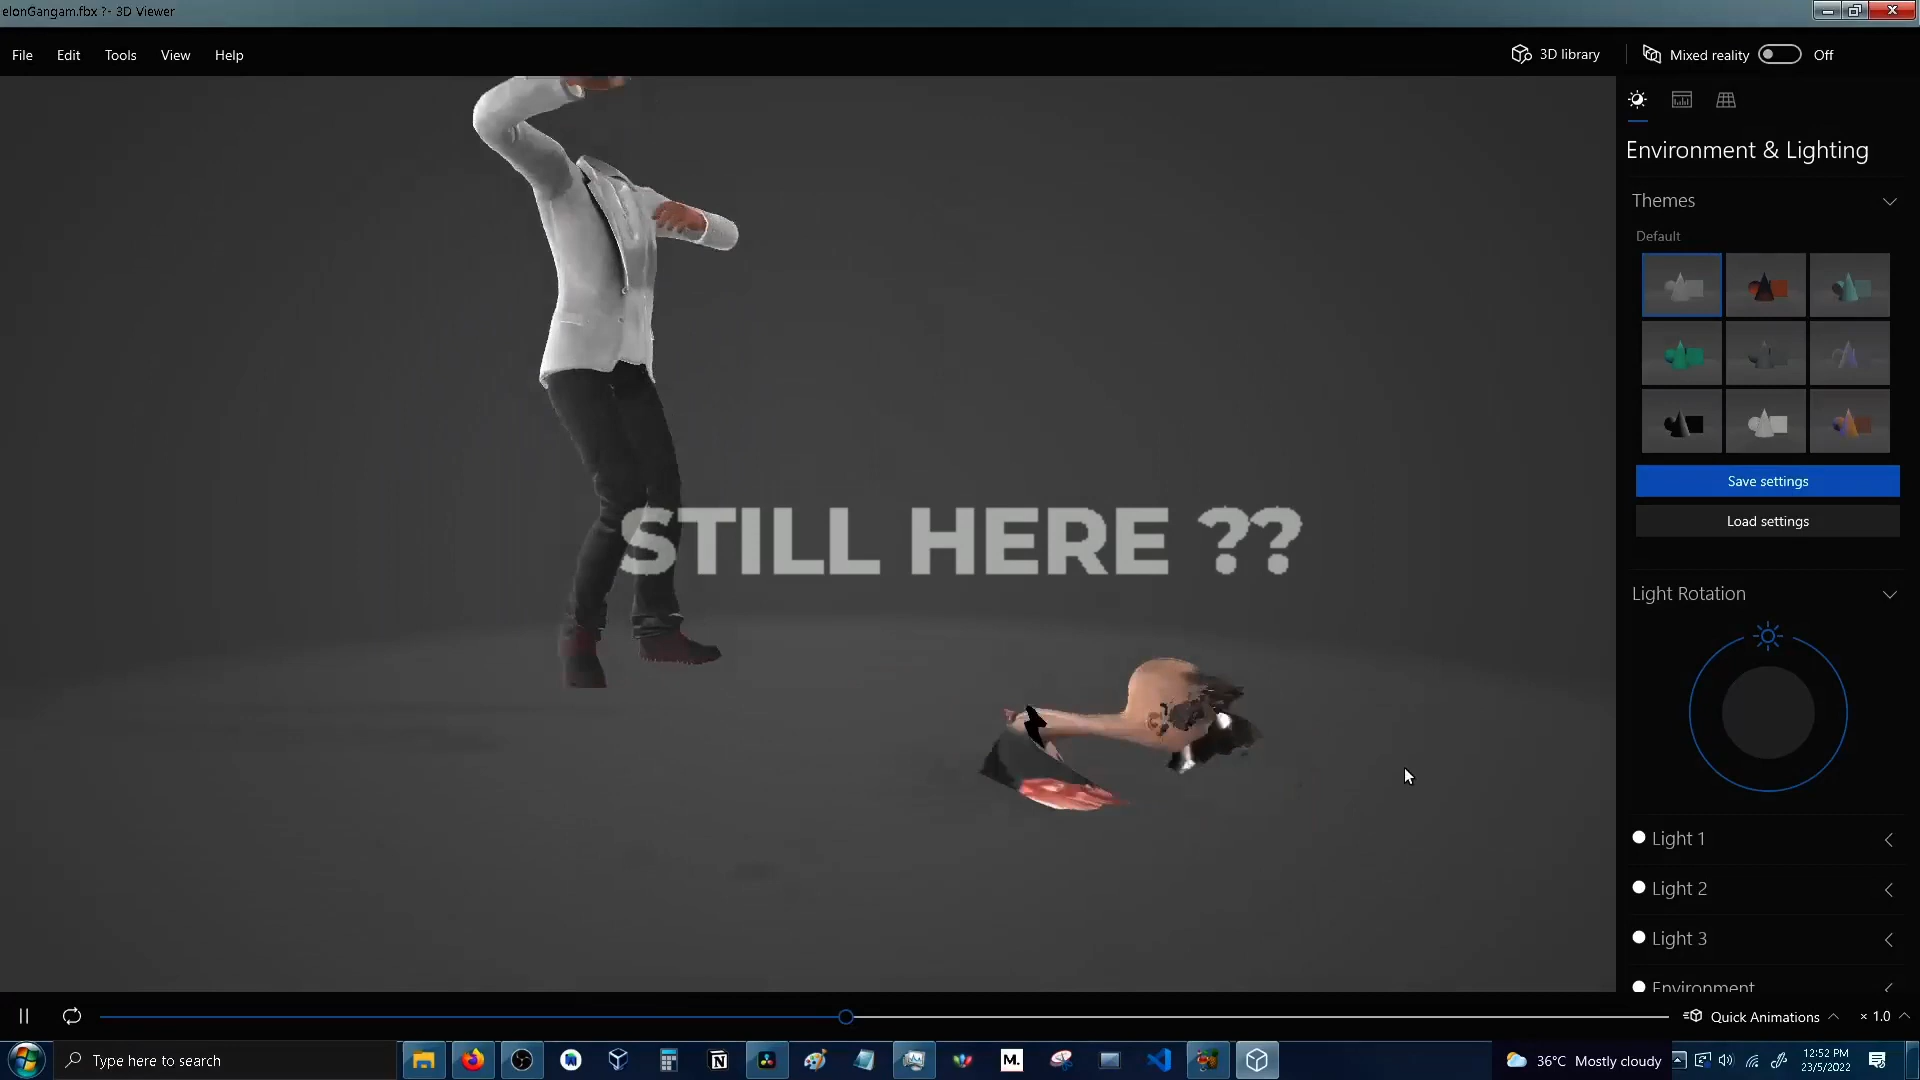 elonGangam.fbx ?- 3D Viewer
File Edit Tools View Help
3D library Mixed reality Off
Environment & Lighting
Themes
Default
Save settings
Load settings
STILL HERE ??
Light Rotation
Light 1
Light 2
Light 3
Environment
Quick Animations × 1.0
Type here to search
N
M.
36°C Mostly cloudy
12:52 PM
23/5/2022